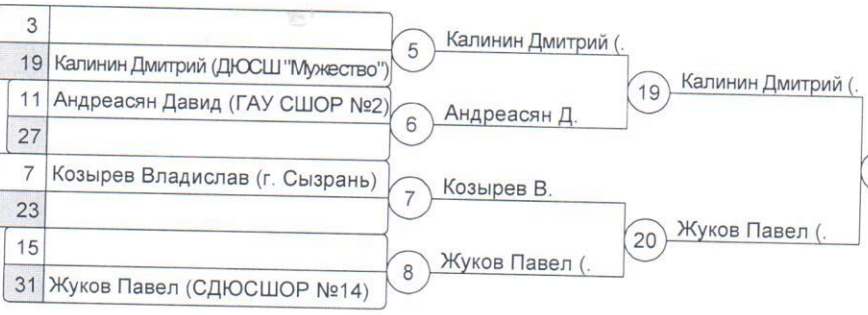 3
5 Калинин Дмитрий (.
19 Калинин Дмитрий (ДЮСШ "Мужество")
19 Калинин Дмитрий (.
11 Андреасян Давид (ГАУ СШОР №2)
6 Андреасян Д.
27
7 Козырев Владислав (г. Сызрань)
7 Козырев В.
23
20 Жуков Павел (.
15
8 Жуков Павел (.
31 Жуков Павел (СДЮСШОР №14)